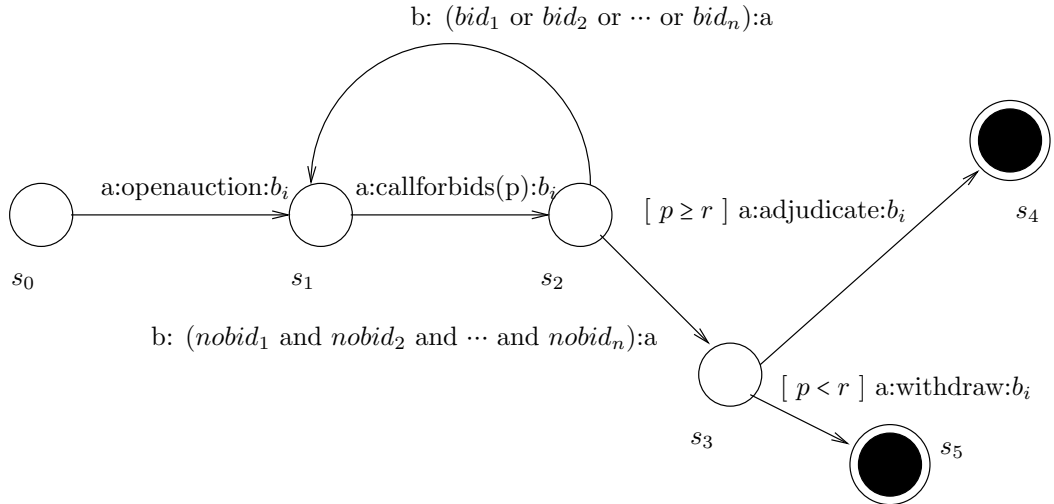 b: (bid₁ or bid₂ or ⋯ or bidₙ):a
a:openauction:bᵢ
a:callforbids(p):bᵢ
[ p ≥ r ] a:adjudicate:bᵢ
s₄
s₀
s₁
s₂
b: (nobid₁ and nobid₂ and ⋯ and nobidₙ):a
[ p < r ] a:withdraw:bᵢ
s₃
s₅